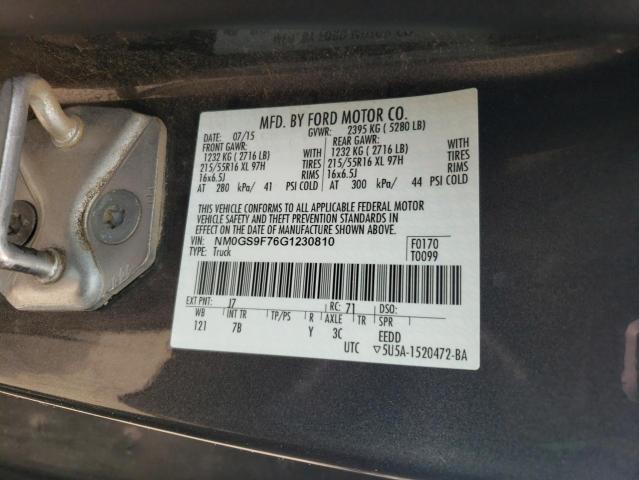 MFD. BY FORD MOTOR CO.
DATE: 07/15 GVWR: 2395 KG ( 5280 LB)
FRONT GAWR: REAR GAWR:
1232 KG ( 2716 LB) 1232 KG ( 2716 LB)
215/55R16 XL 97H TIRES 215/55R16 XL 97H TIRES
16x6.5J RIMS 16x6.5J RIMS
AT 280 kPa/ 41 PSI COLD AT 300 kPa/ 44 PSI COLD
THIS VEHICLE CONFORMS TO ALL APPLICABLE FEDERAL MOTOR
VEHICLE SAFETY AND THEFT PREVENTION STANDARDS IN
EFFECT ON THE DATE OF MANUFACTURE SHOWN ABOVE.
VIN: NM0GS9F76G1230810 F0170
TYPE: Truck T0099
EXT PNT: J7 RC: 71 DSO:
WB INT TR TP/PS R AXLE TR SPR
121 7B Y 3C EEDD
UTC ▽5U5A-1520472-BA